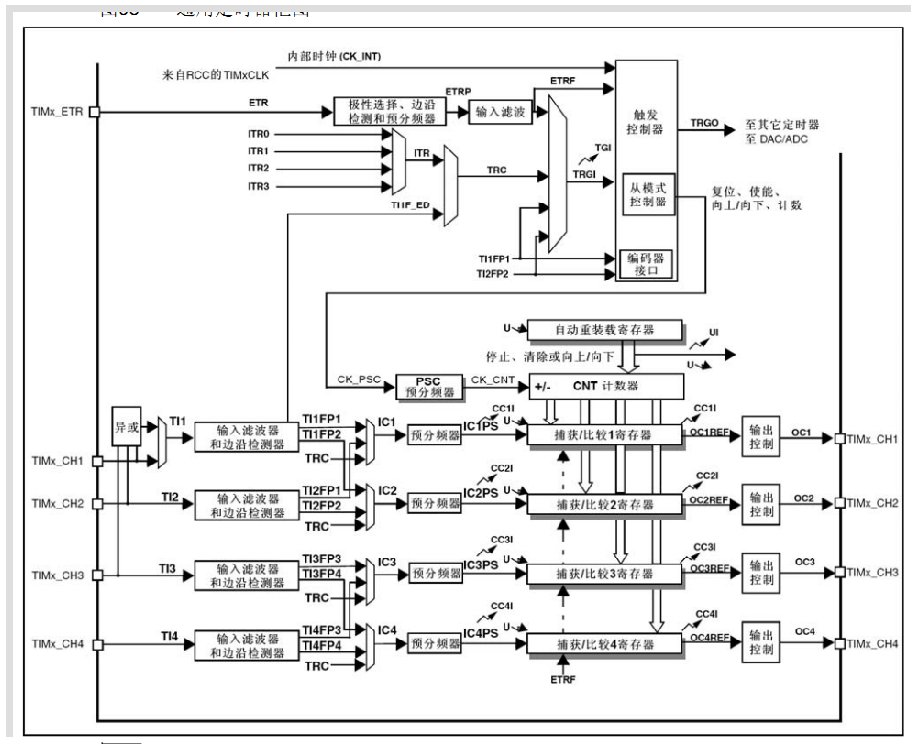 图98 通用定时器框图
内部时钟(CK_INT)
来自RCC的TIMxCLK
ETRF
TIMx_ETR
ETR
极性选择、边沿
检测和预分频器
ETRP
输入滤波
触发
控制器
TRGO
至其它定时器
至 DAC/ADC
ITR0
ITR1
ITR2
ITR3
ITR
TRC
TGI
TRGI
从模式
控制器
复位、使能、
向上/向下、计数
TI1F_ED
TI1FP1
TI2FP2
编码器
接口
U
自动重装载寄存器
UI
停止、清除或向上/向下
U
CK_PSC
PSC
预分频器
CK_CNT
+/-
CNT 计数器
异或
TI1
输入滤波器
和边沿检测器
TI1FP1
TI1FP2
TRC
IC1
预分频器
CC1I
IC1PS
U
捕获/比较1寄存器
CC1I
OC1REF
输出
控制
OC1
TIMx_CH1
TIMx_CH1
TIMx_CH2
TI2
输入滤波器
和边沿检测器
TI2FP1
TI2FP2
TRC
IC2
预分频器
CC2I
IC2PS
U
捕获/比较2寄存器
CC2I
OC2REF
输出
控制
OC2
TIMx_CH2
TIMx_CH3
TI3
输入滤波器
和边沿检测器
TI3FP3
TI3FP4
TRC
IC3
预分频器
CC3I
IC3PS
U
捕获/比较3寄存器
CC3I
OC3REF
输出
控制
OC3
TIMx_CH3
TIMx_CH4
TI4
输入滤波器
和边沿检测器
TI4FP3
TI4FP4
TRC
IC4
预分频器
CC4I
IC4PS
U
捕获/比较4寄存器
CC4I
OC4REF
输出
控制
OC4
TIMx_CH4
ETRF